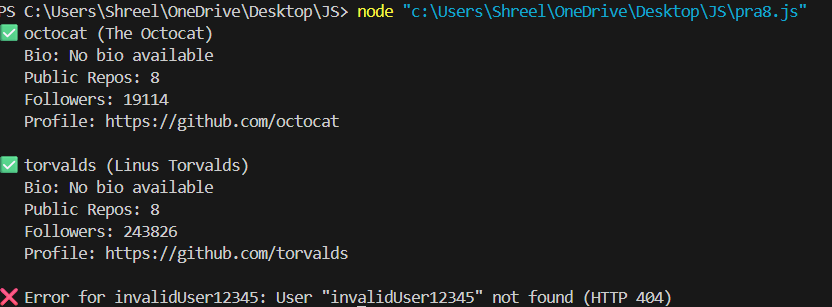 PS C:\Users\Shreel\OneDrive\Desktop\JS> node "c:\Users\Shreel\OneDrive\Desktop\JS\pra8.js"
✅ octocat (The Octocat)
Bio: No bio available
Public Repos: 8
Followers: 19114
Profile: https://github.com/octocat
✅ torvalds (Linus Torvalds)
Bio: No bio available
Public Repos: 8
Followers: 243826
Profile: https://github.com/torvalds
❌ Error for invalidUser12345: User "invalidUser12345" not found (HTTP 404)